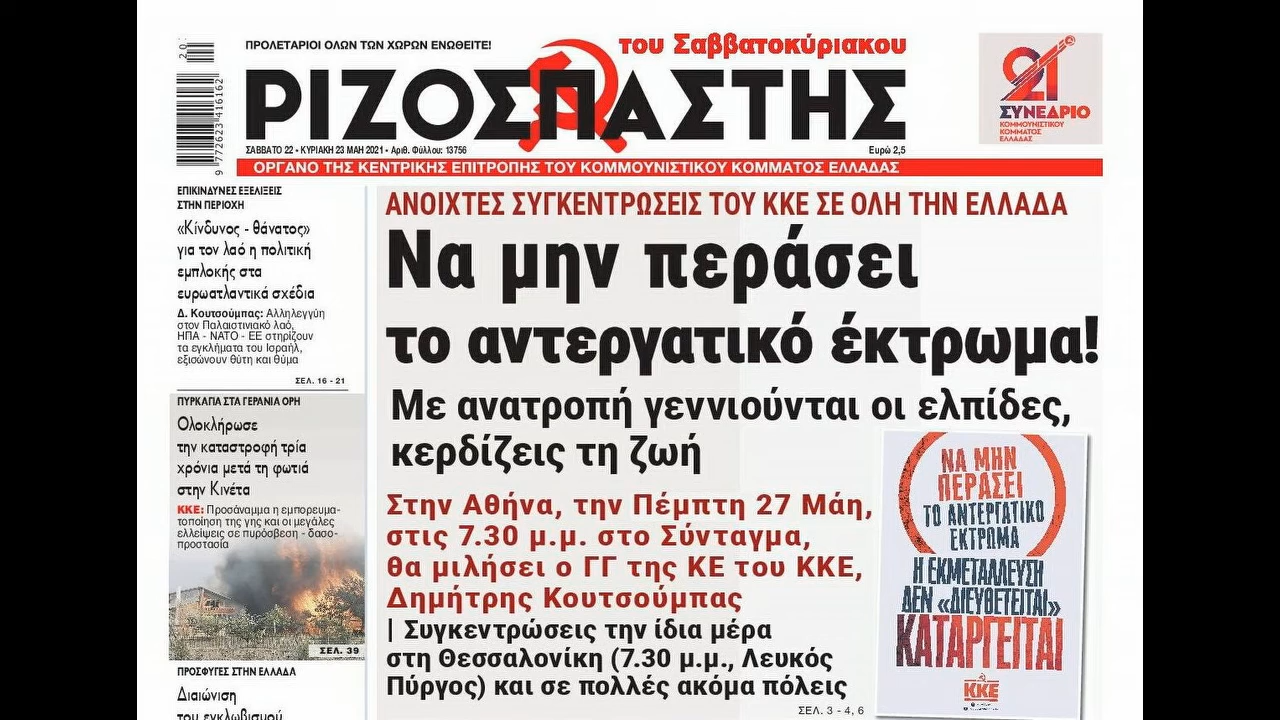 20
9 772623 416162
ΠΡΟΛΕΤΑΡΙΟΙ ΟΛΩΝ ΤΩΝ ΧΩΡΩΝ ΕΝΩΘΕΙΤΕ!
του Σαββατοκύριακου
ΡΙΖΟΣΠΑΣΤΗΣ
ΣΑΒΒΑΤΟ 22 • ΚΥΡΙΑΚΗ 23 ΜΑΗ 2021 • Αριθ. Φύλλου: 13756
Ευρώ 2,5
ΟΡΓΑΝΟ ΤΗΣ ΚΕΝΤΡΙΚΗΣ ΕΠΙΤΡΟΠΗΣ ΤΟΥ ΚΟΜΜΟΥΝΙΣΤΙΚΟΥ ΚΟΜΜΑΤΟΣ ΕΛΛΑΔΑΣ
21
ΣΥΝΕΔΡΙΟ
ΚΟΜΜΟΥΝΙΣΤΙΚΟΥ
ΚΟΜΜΑΤΟΣ
ΕΛΛΑΔΑΣ
ΕΠΙΚΙΝΔΥΝΕΣ ΕΞΕΛΙΞΕΙΣ
ΣΤΗΝ ΠΕΡΙΟΧΗ
«Κίνδυνος - θάνατος»
για τον λαό η πολιτική
εμπλοκής στα
ευρωατλαντικά σχέδια
Δ. Κουτσούμπας: Αλληλεγγύη
στον Παλαιστινιακό λαό,
ΗΠΑ - ΝΑΤΟ - ΕΕ στηρίζουν
τα εγκλήματα του Ισραήλ,
εξισώνουν θύτη και θύμα
ΣΕΛ. 16 - 21
ΠΥΡΚΑΓΙΑ ΣΤΑ ΓΕΡΑΝΙΑ ΟΡΗ
Ολοκλήρωσε
την καταστροφή τρία
χρόνια μετά τη φωτιά
στην Κινέτα
ΚΚΕ: Προσάναμμα η εμπορευμα-
τοποίηση της γης και οι μεγάλες
ελλείψεις σε πυρόσβεση - δασο-
προστασία
ΣΕΛ. 39
ΠΡΟΣΦΥΓΕΣ ΣΤΗΝ ΕΛΛΑΔΑ
Διαιώνιση
του εγκλωβισμού
ΑΝΟΙΧΤΕΣ ΣΥΓΚΕΝΤΡΩΣΕΙΣ ΤΟΥ ΚΚΕ ΣΕ ΟΛΗ ΤΗΝ ΕΛΛΑΔΑ
Να μην περάσει
το αντεργατικό έκτρωμα!
Με ανατροπή γεννιούνται οι ελπίδες,
κερδίζεις τη ζωή
Στην Αθήνα, την Πέμπτη 27 Μάη,
στις 7.30 μ.μ. στο Σύνταγμα,
θα μιλήσει ο ΓΓ της ΚΕ του ΚΚΕ,
Δημήτρης Κουτσούμπας
| Συγκεντρώσεις την ίδια μέρα
στη Θεσσαλονίκη (7.30 μ.μ., Λευκός
Πύργος) και σε πολλές ακόμα πόλεις
ΣΕΛ. 3 - 4, 6
ΝΑ ΜΗΝ
ΠΕΡΑΣΕΙ
ΤΟ ΑΝΤΕΡΓΑΤΙΚΟ
ΕΚΤΡΩΜΑ
Η ΕΚΜΕΤΑΛΛΕΥΣΗ
ΔΕΝ «ΔΙΕΥΘΕΤΕΙΤΑΙ»
ΚΑΤΑΡΓΕΙΤΑΙ
ΚΚΕ